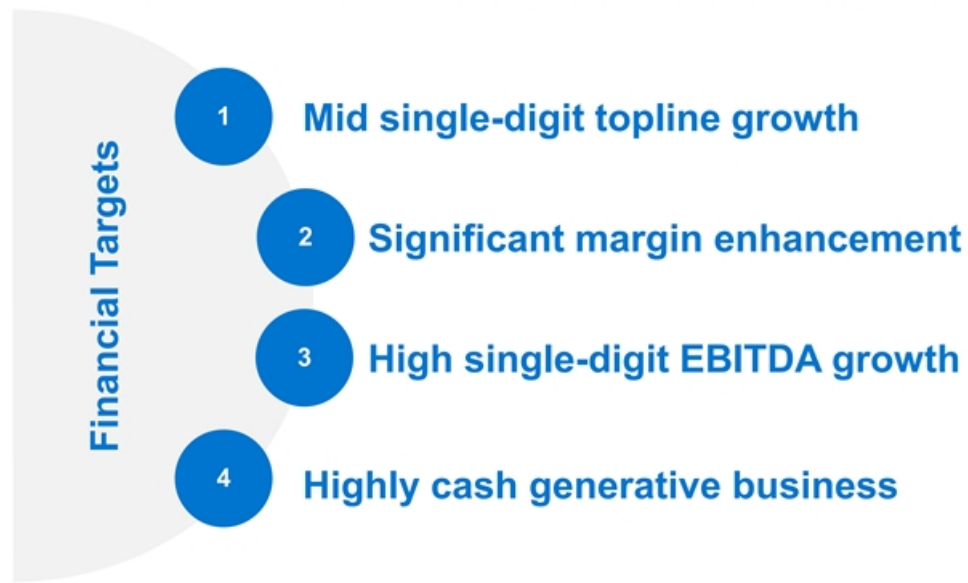 Financial Targets
1
Mid single-digit topline growth
2
Significant margin enhancement
3
High single-digit EBITDA growth
4
Highly cash generative business